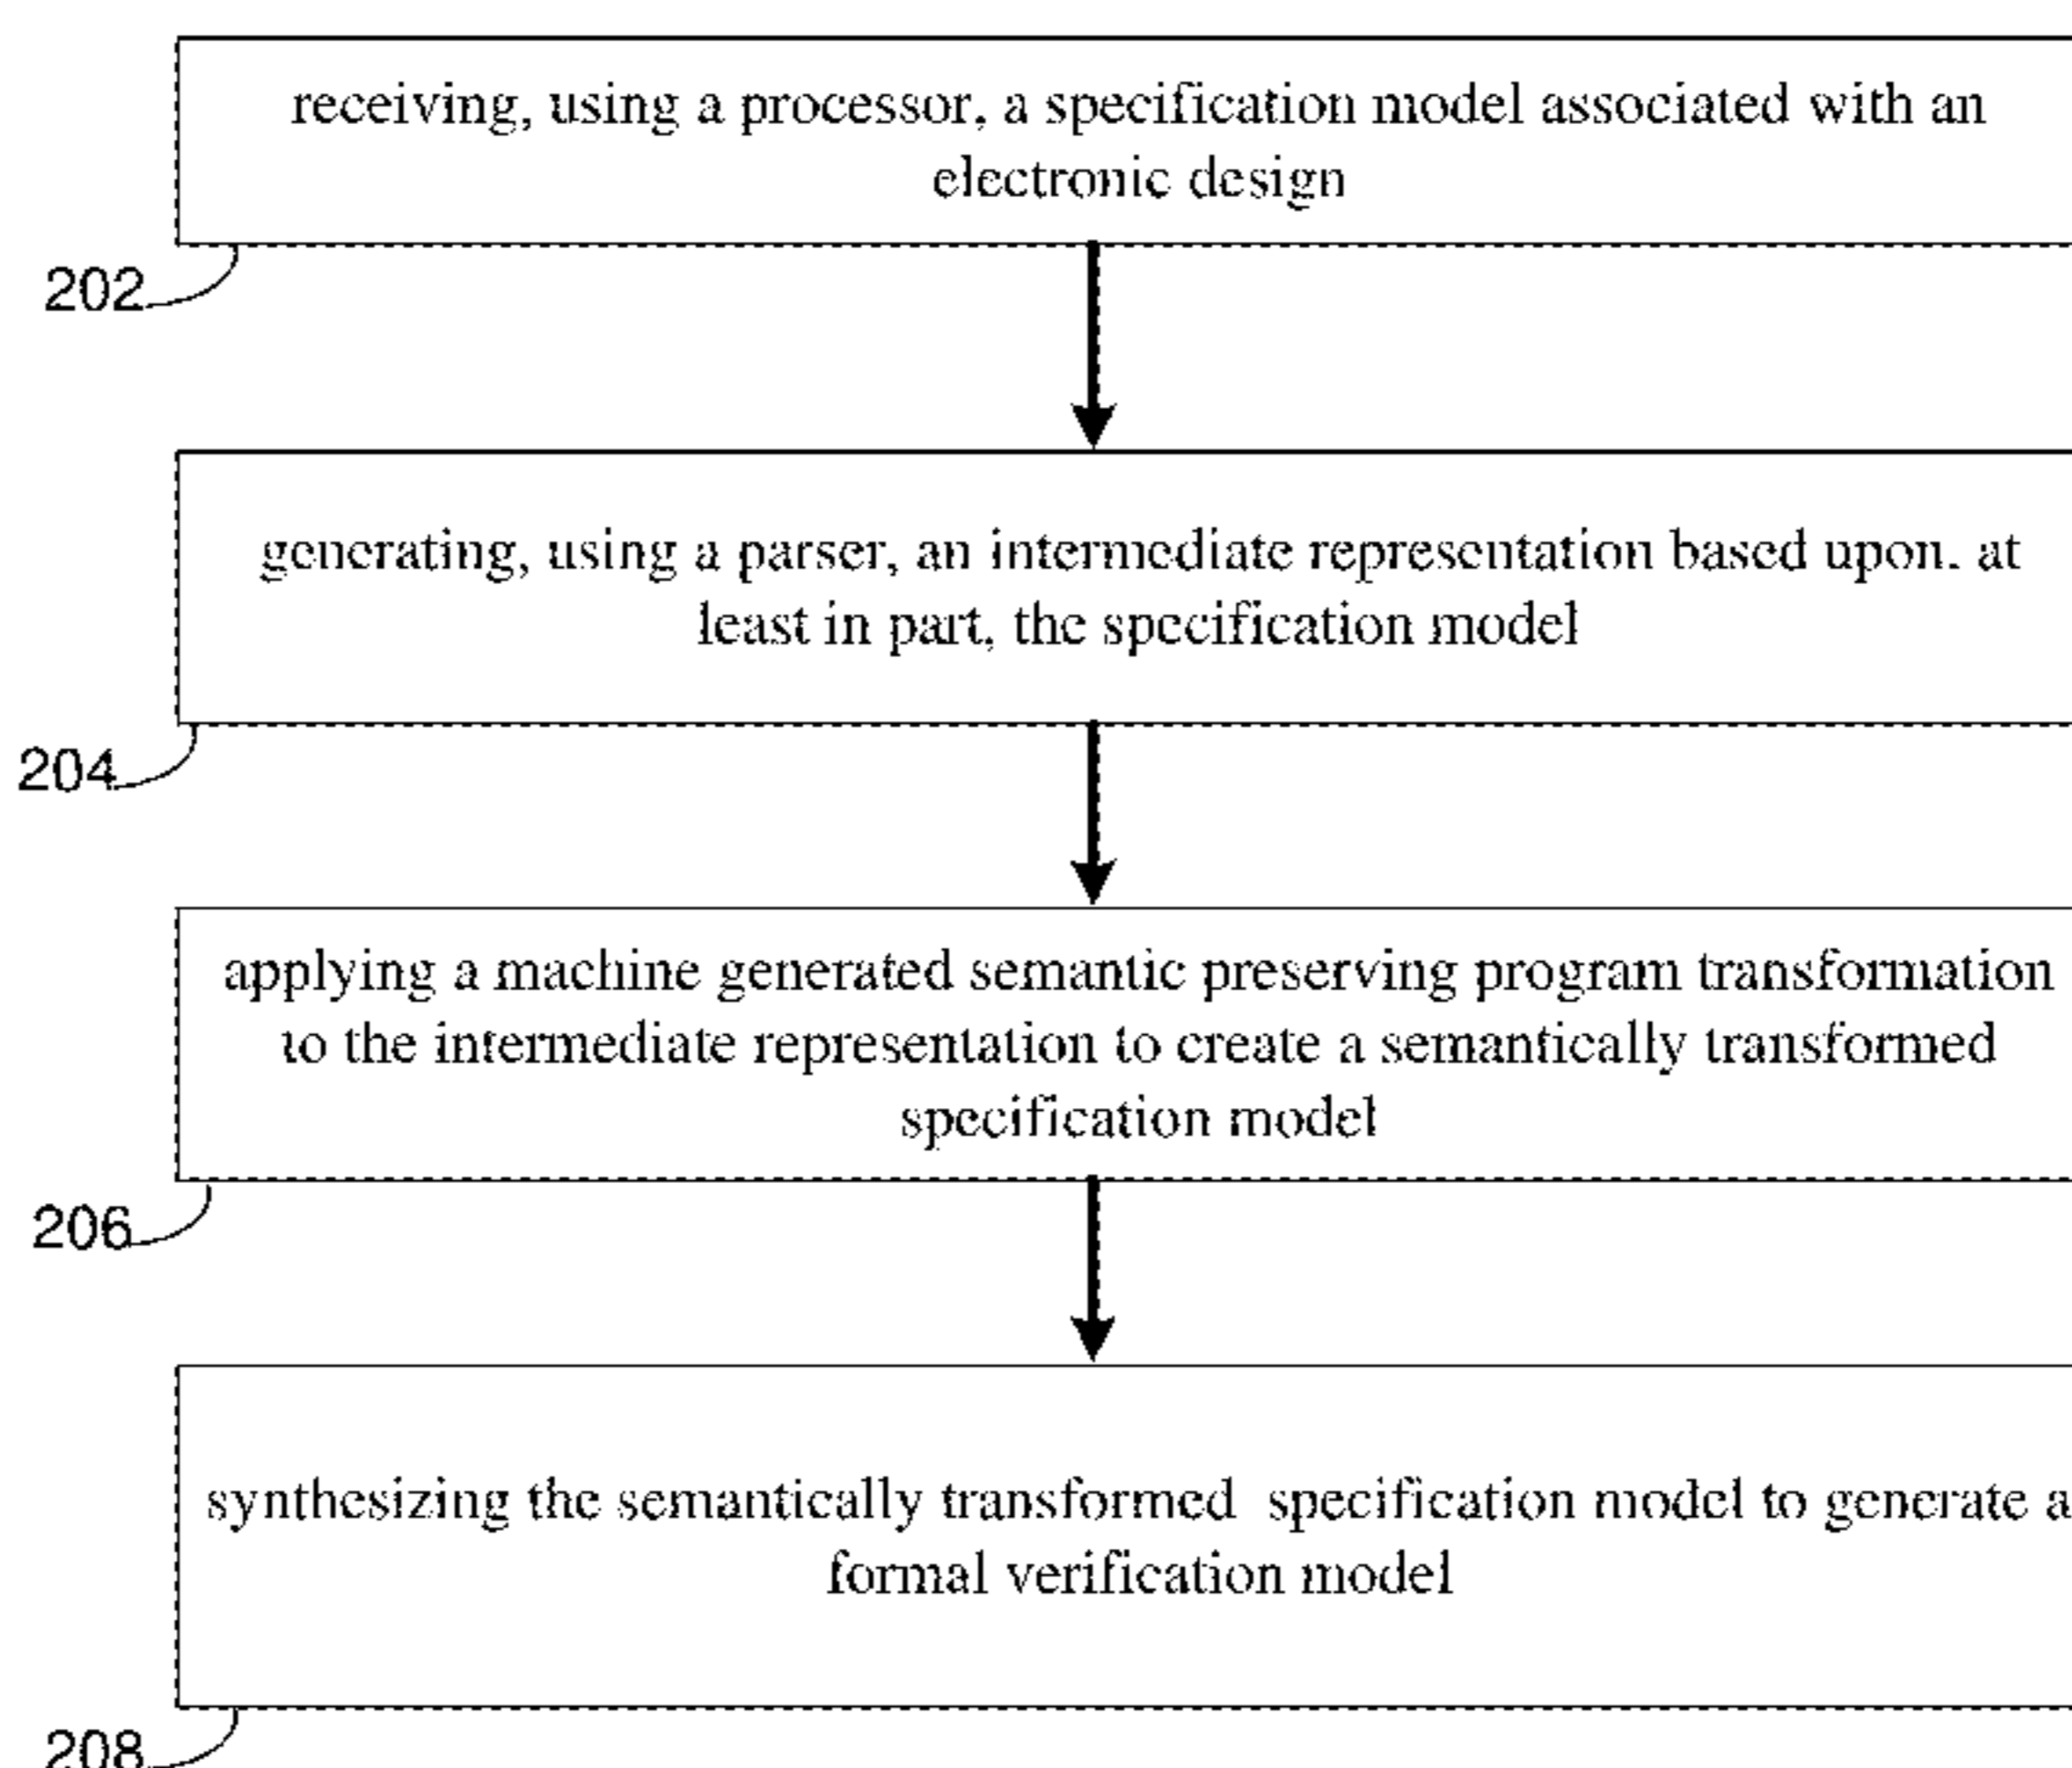 receiving, using a processor, a specification model associated with an
electronic design
202
generating, using a parser, an intermediate representation based upon, at
least in part, the specification model
204
applying a machine generated semantic preserving program transformation
to the intermediate representation to create a semantically transformed
specification model
206
synthesizing the semantically transformed specification model to generate a
formal verification model
208